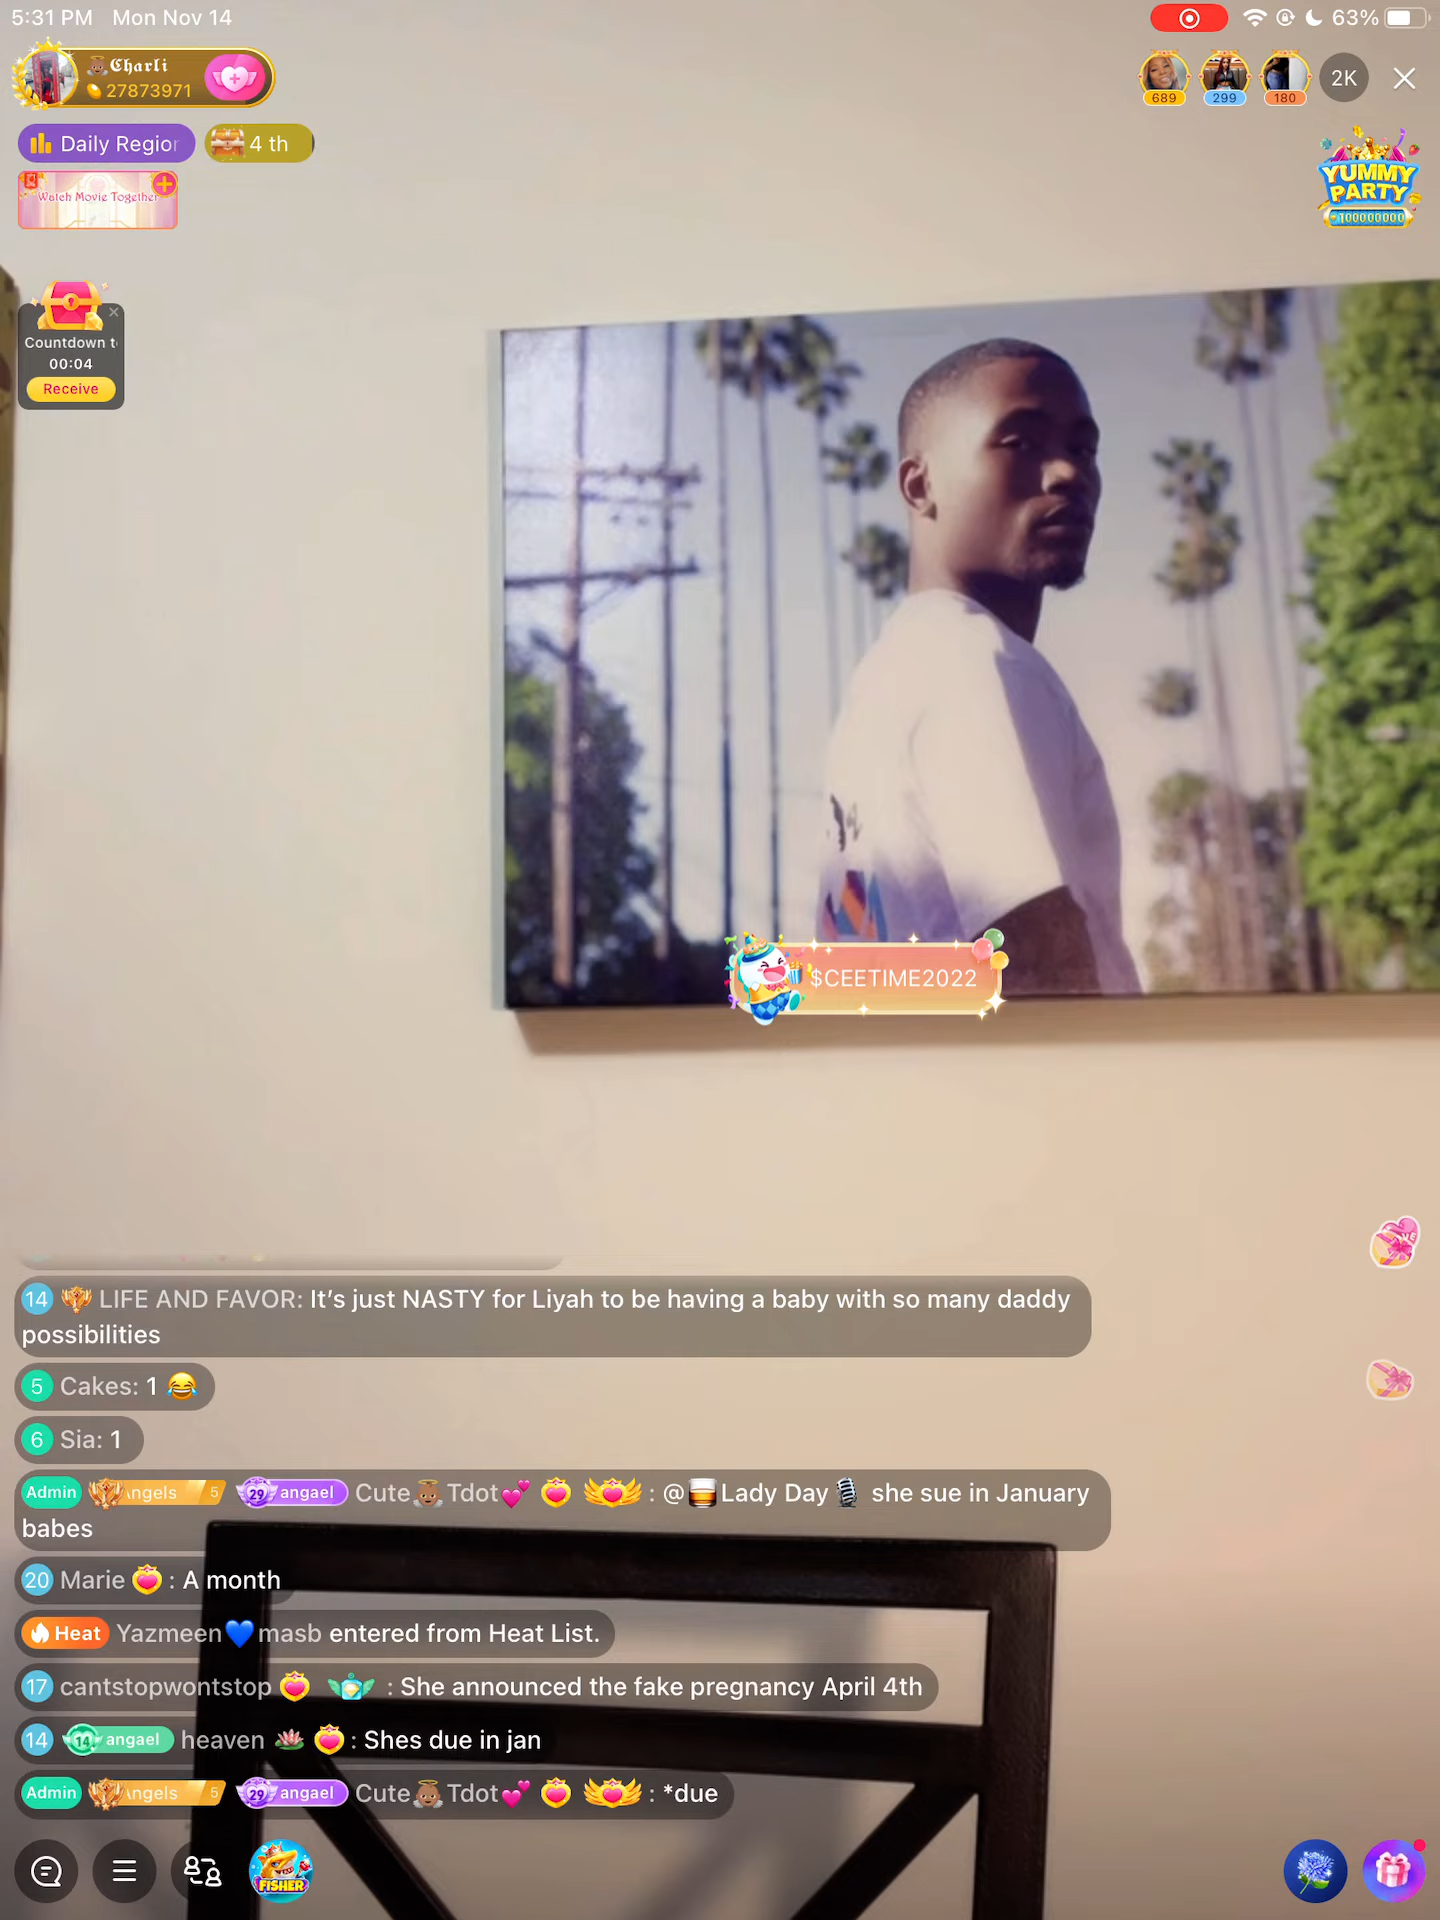 5:31 PM Mon Nov 14
63%
👼🏽𝕮𝖍𝖆𝖗𝖑𝖎
27873971
689
299
180
2K
Daily Region
4 th
Watch Movie Together
YUMMY
PARTY
100000000
Countdown t
00:04
Receive
$CEETIME2022
14 LIFE AND FAVOR: It’s just NASTY for Liyah to be having a baby with so many daddy
possibilities
5 Cakes: 1 😂
6 Sia: 1
Admin Angels 5 29 angael Cute👼🏽Tdot💕 : @🥃Lady Day🎙️ she sue in January
babes
20 Marie : A month
Heat Yazmeen💙masb entered from Heat List.
17 cantstopwontstop : She announced the fake pregnancy April 4th
14 14 angael heaven 🪷 : Shes due in jan
Admin Angels 5 29 angael Cute👼🏽Tdot💕 : *due
FISHER